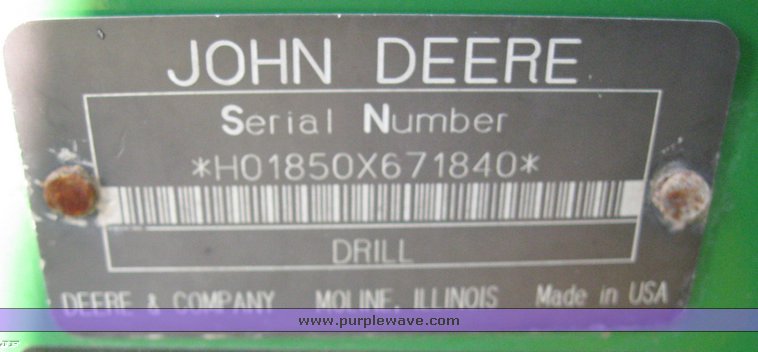 JOHN DEERE
Serial Number
*H01850X671840*
DRILL
DEERE & COMPANY MOLINE, ILLINOIS Made in USA
www.purplewave.com